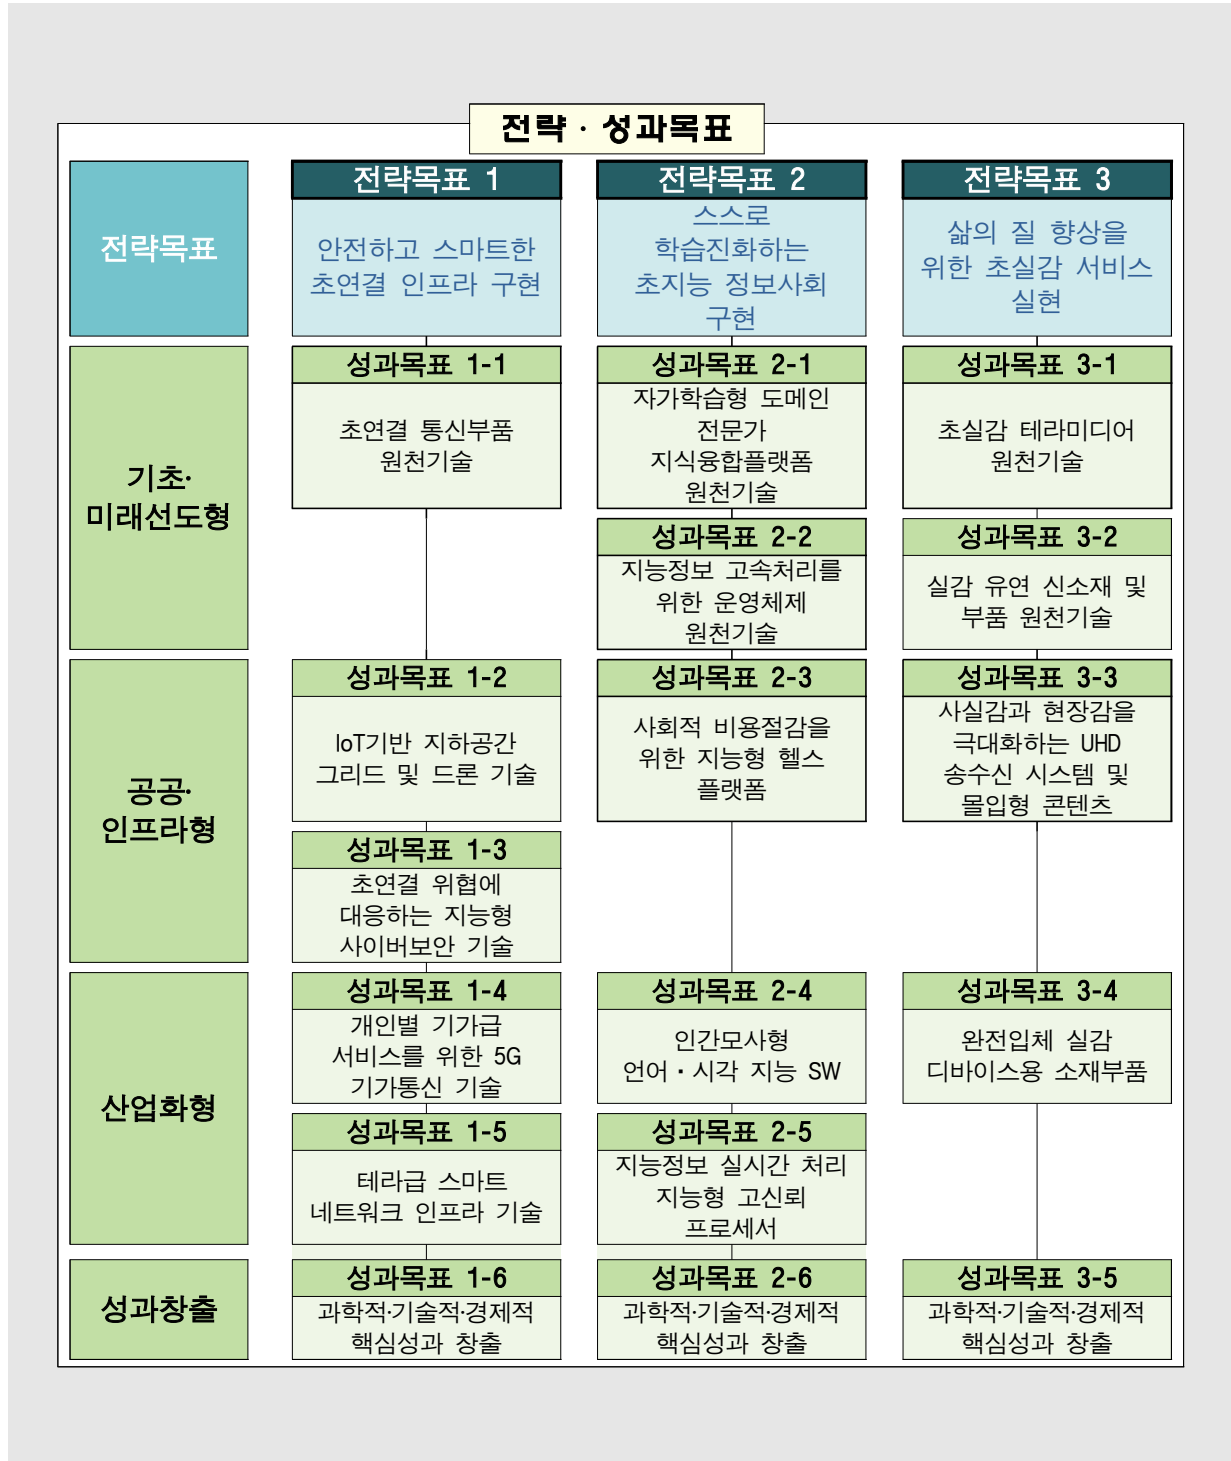 전략 · 성과목표
전략목표
전략목표 1
안전하고 스마트한
초연결 인프라 구현
전략목표 2
스스로
학습진화하는
초지능 정보사회
구현
전략목표 3
삶의 질 향상을
위한 초실감 서비스
실현
기초·
미래선도형
성과목표 1-1
초연결 통신부품
원천기술
성과목표 2-1
자가학습형 도메인
전문가
지식융합플랫폼
원천기술
성과목표 3-1
초실감 테라미디어
원천기술
성과목표 2-2
지능정보 고속처리를
위한 운영체제
원천기술
성과목표 3-2
실감 유연 신소재 및
부품 원천기술
공공·
인프라형
성과목표 1-2
IoT기반 지하공간
그리드 및 드론 기술
성과목표 2-3
사회적 비용절감을
위한 지능형 헬스
플랫폼
성과목표 3-3
사실감과 현장감을
극대화하는 UHD
송수신 시스템 및
몰입형 콘텐츠
성과목표 1-3
초연결 위협에
대응하는 지능형
사이버보안 기술
산업화형
성과목표 1-4
개인별 기가급
서비스를 위한 5G
기가통신 기술
성과목표 2-4
인간모사형
언어·시각 지능 SW
성과목표 3-4
완전입체 실감
디바이스용 소재부품
성과목표 1-5
테라급 스마트
네트워크 인프라 기술
성과목표 2-5
지능정보 실시간 처리
지능형 고신뢰
프로세서
성과창출
성과목표 1-6
과학적·기술적·경제적
핵심성과 창출
성과목표 2-6
과학적·기술적·경제적
핵심성과 창출
성과목표 3-5
과학적·기술적·경제적
핵심성과 창출